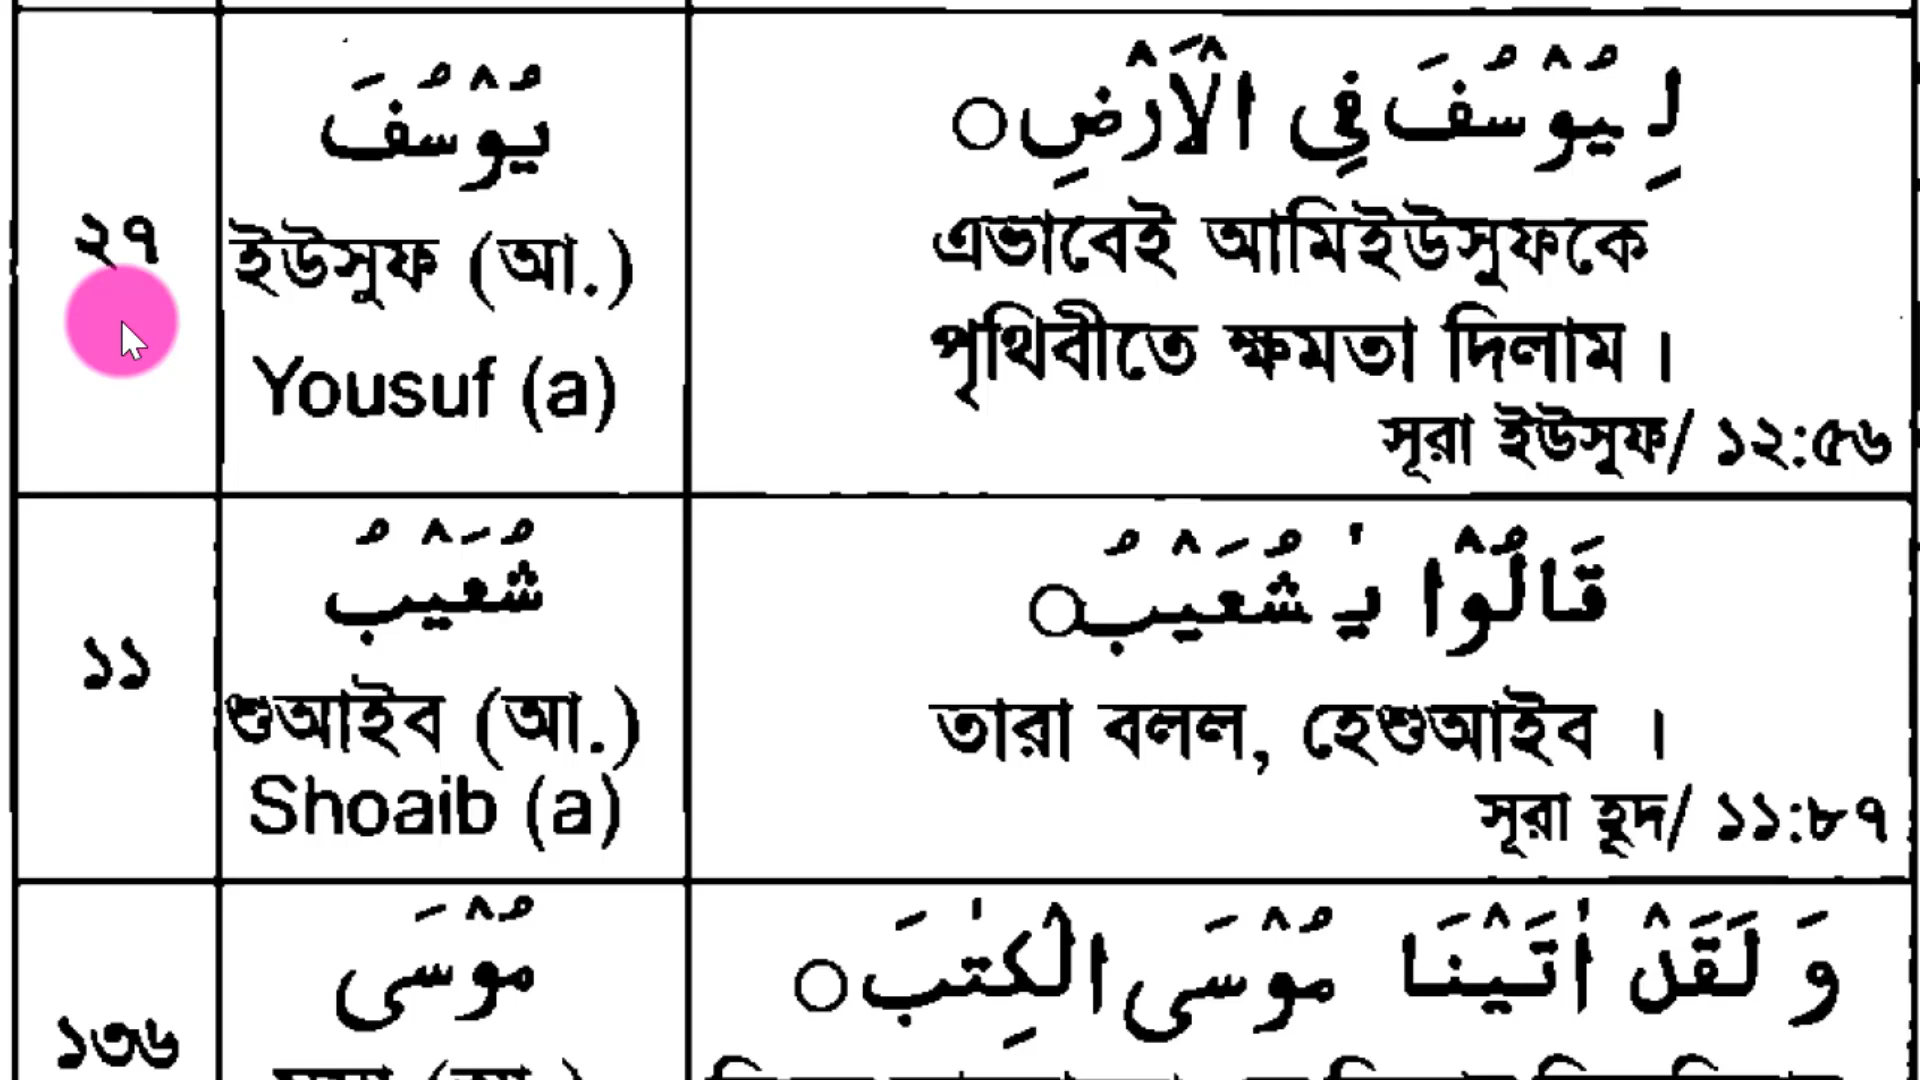 ২৭
يُوْسُفَ
ইউসুফ (আ.)
Yousuf (a)
لِيُوْسُفَ فِي الْاَرْضِ○
এভাবেই আমিইউসুফকে
পৃথিবীতে ক্ষমতা দিলাম ।
সূরা ইউসুফ/ ১২:৫৬
১১
شُعَيْبُ
শুআইব (আ.)
Shoaib (a)
قَالُوْا يٰشُعَيْبُ○
তারা বলল, হেশুআইব ।
সূরা হূদ/ ১১:৮৭
১৩৬
مُوْسَى
وَ لَقَدْ اٰتَيْنَا مُوْسَى الْكِتٰبَ○